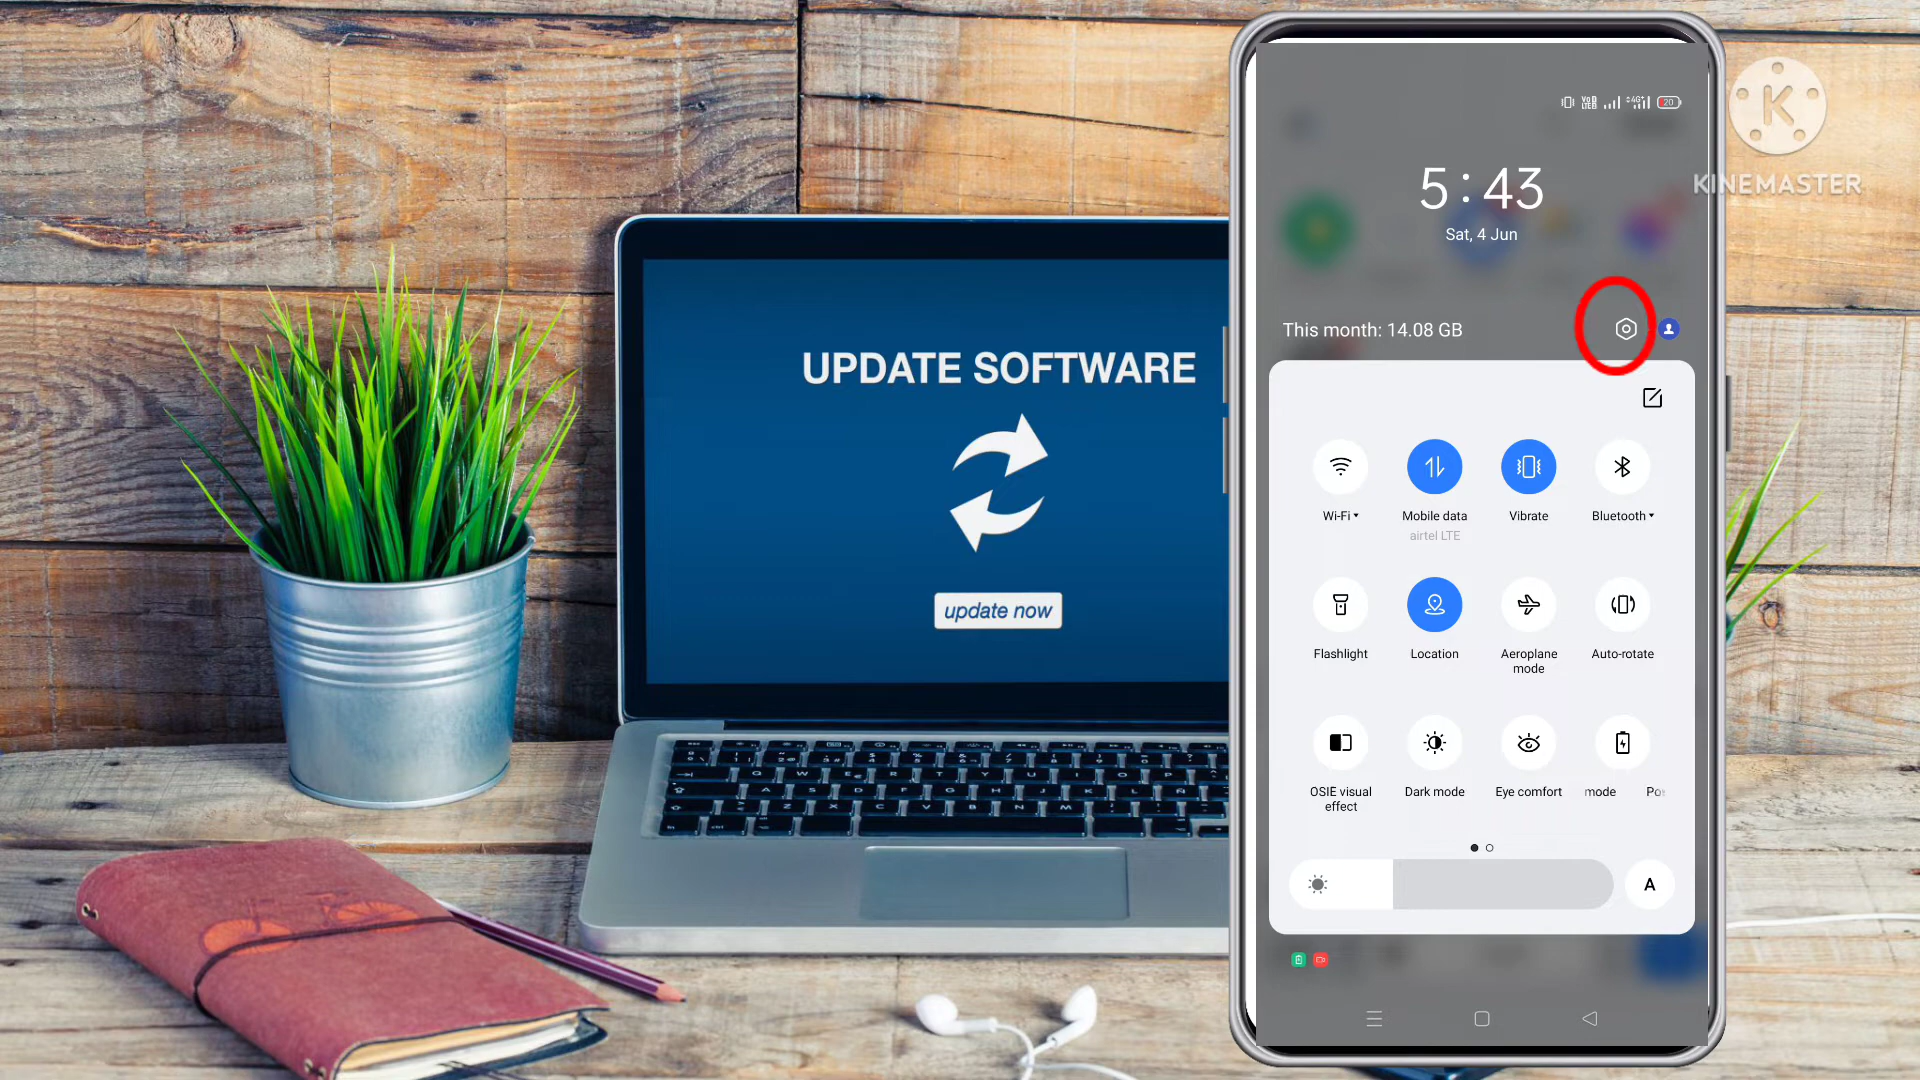 UPDATE SOFTWARE
update now
20
KINEMASTER
5:43
Sat, 4 Jun
This month: 14.08 GB
Wi-Fi
Mobile data
airtel LTE
Vibrate
Bluetooth
Flashlight
Location
Aeroplane
mode
Auto-rotate
OSIE visual
effect
Dark mode
Eye comfort
mode
A